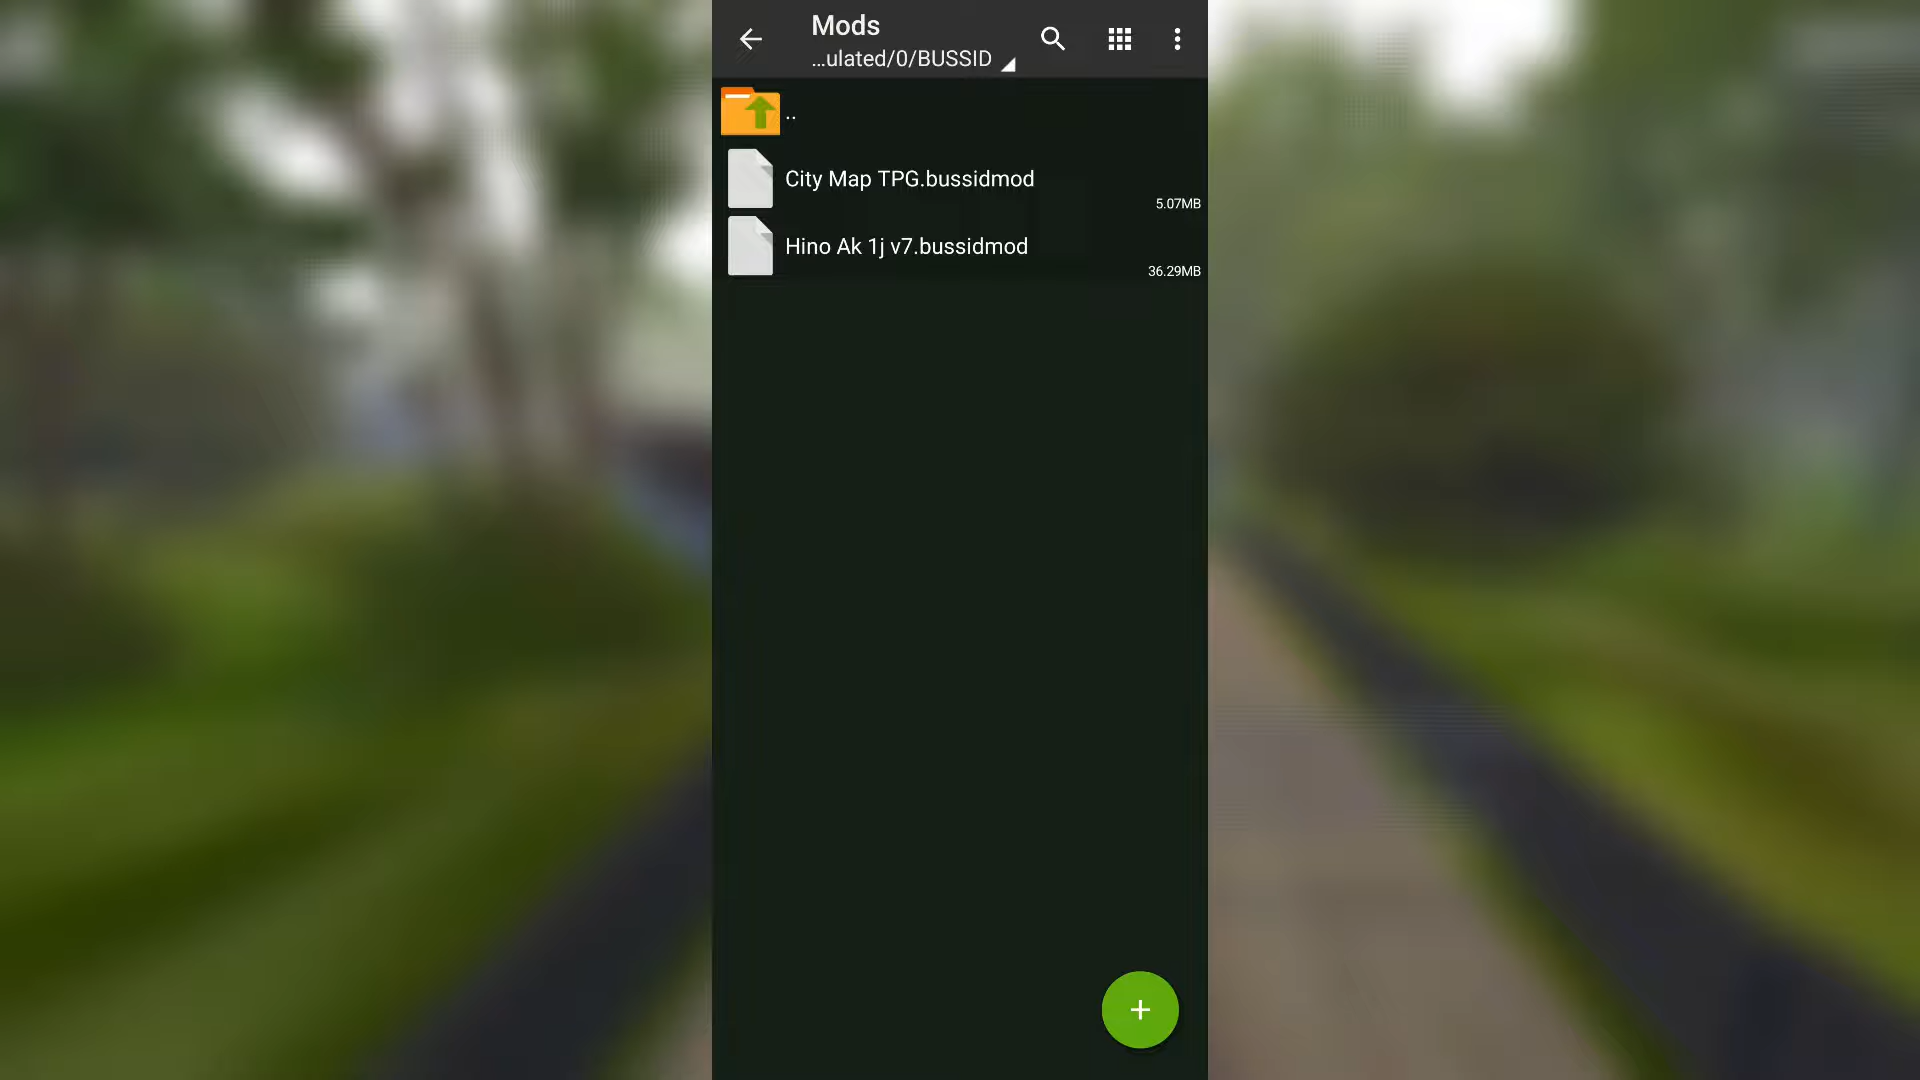 Mods
...ulated/0/BUSSID
..
City Map TPG.bussidmod
5.07MB
Hino Ak 1j v7.bussidmod
36.29MB